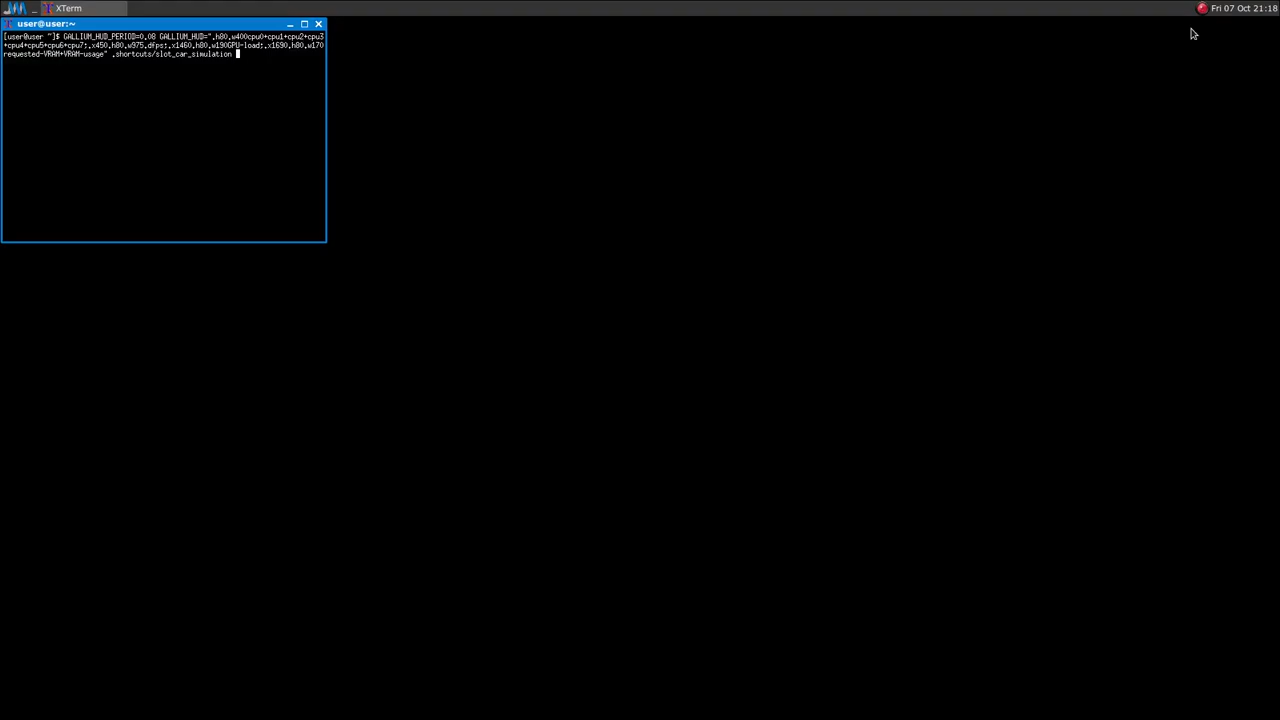 XTerm
Fri 07 Oct 21:18
user@user:~
[user@user ~]$ GALLIUM_HUD_PERIOD=0.08 GALLIUM_HUD=".h80.w400cpu0+cpu1+cpu2+cpu3
+cpu4+cpu5+cpu6+cpu7;.x450.h80.w975.dfps;.x1460.h80.w190GPU-load;.x1690.h80.w170
requested-VRAM+VRAM-usage" .shortcuts/slot_car_simulation